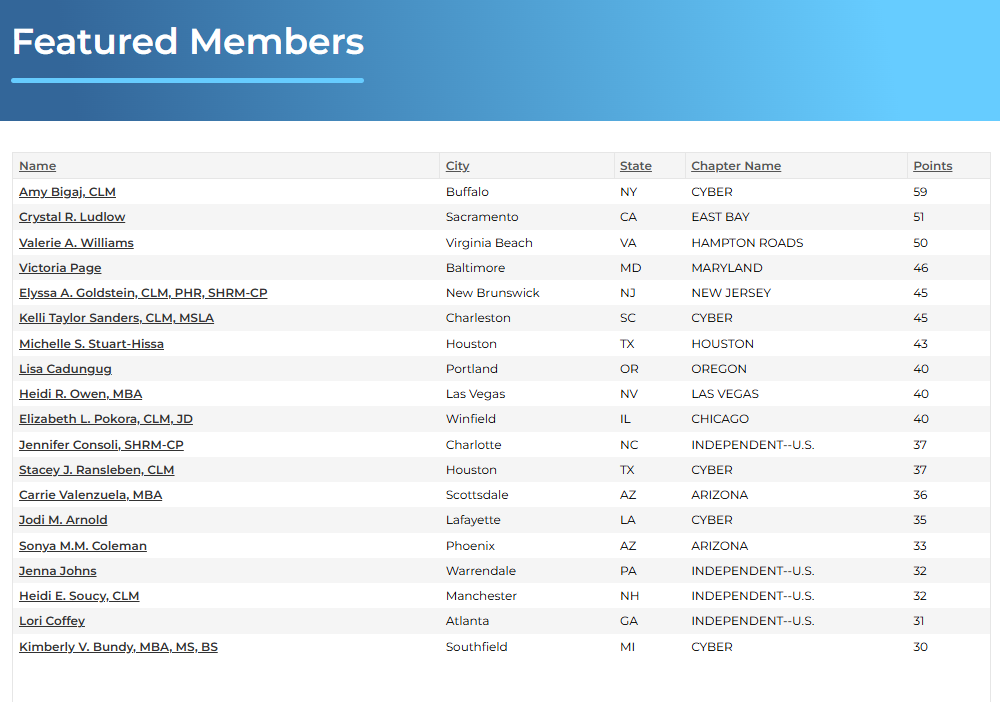 Featured Members
Name City State Chapter Name Points
Amy Bigaj, CLM Buffalo NY CYBER 59
Crystal R. Ludlow Sacramento CA EAST BAY 51
Valerie A. Williams Virginia Beach VA HAMPTON ROADS 50
Victoria Page Baltimore MD MARYLAND 46
Elyssa A. Goldstein, CLM, PHR, SHRM-CP New Brunswick NJ NEW JERSEY 45
Kelli Taylor Sanders, CLM, MSLA Charleston SC CYBER 45
Michelle S. Stuart-Hissa Houston TX HOUSTON 43
Lisa Cadungug Portland OR OREGON 40
Heidi R. Owen, MBA Las Vegas NV LAS VEGAS 40
Elizabeth L. Pokora, CLM, JD Winfield IL CHICAGO 40
Jennifer Consoli, SHRM-CP Charlotte NC INDEPENDENT--U.S. 37
Stacey J. Ransleben, CLM Houston TX CYBER 37
Carrie Valenzuela, MBA Scottsdale AZ ARIZONA 36
Jodi M. Arnold Lafayette LA CYBER 35
Sonya M.M. Coleman Phoenix AZ ARIZONA 33
Jenna Johns Warrendale PA INDEPENDENT--U.S. 32
Heidi E. Soucy, CLM Manchester NH INDEPENDENT--U.S. 32
Lori Coffey Atlanta GA INDEPENDENT--U.S. 31
Kimberly V. Bundy, MBA, MS, BS Southfield MI CYBER 30